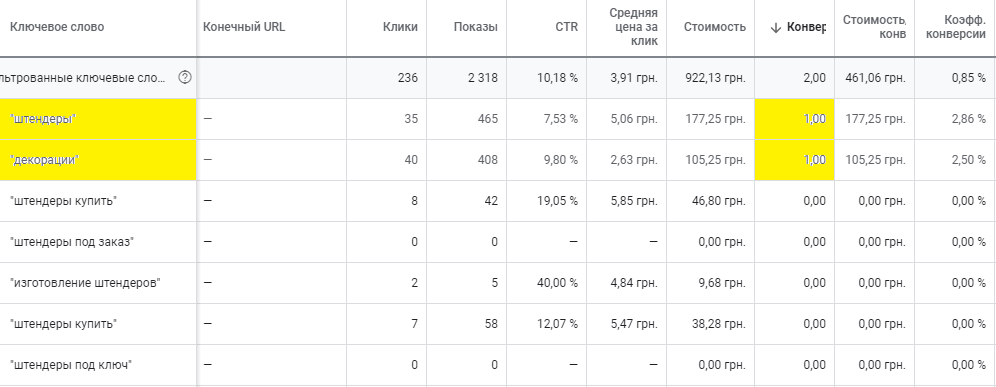 Ключевое слово Конечный URL Клики Показы CTR Средняя цена за клик Стоимость ↓ Конвер Стоимость, конв Коэфф. конверсии
льтрованные ключевые сло... 236 2 318 10,18 % 3,91 грн. 922,13 грн. 2,00 461,06 грн. 0,85 %
"штендеры" — 35 465 7,53 % 5,06 грн. 177,25 грн. 1,00 177,25 грн. 2,86 %
"декорации" — 40 408 9,80 % 2,63 грн. 105,25 грн. 1,00 105,25 грн. 2,50 %
"штендеры купить" — 8 42 19,05 % 5,85 грн. 46,80 грн. 0,00 0,00 грн. 0,00 %
"штендеры под заказ" — 0 0 — — 0,00 грн. 0,00 0,00 грн. 0,00 %
"изготовление штендеров" — 2 5 40,00 % 4,84 грн. 9,68 грн. 0,00 0,00 грн. 0,00 %
"штендеры купить" — 7 58 12,07 % 5,47 грн. 38,28 грн. 0,00 0,00 грн. 0,00 %
"штендеры под ключ" — 0 0 — — 0,00 грн. 0,00 0,00 грн. 0,00 %